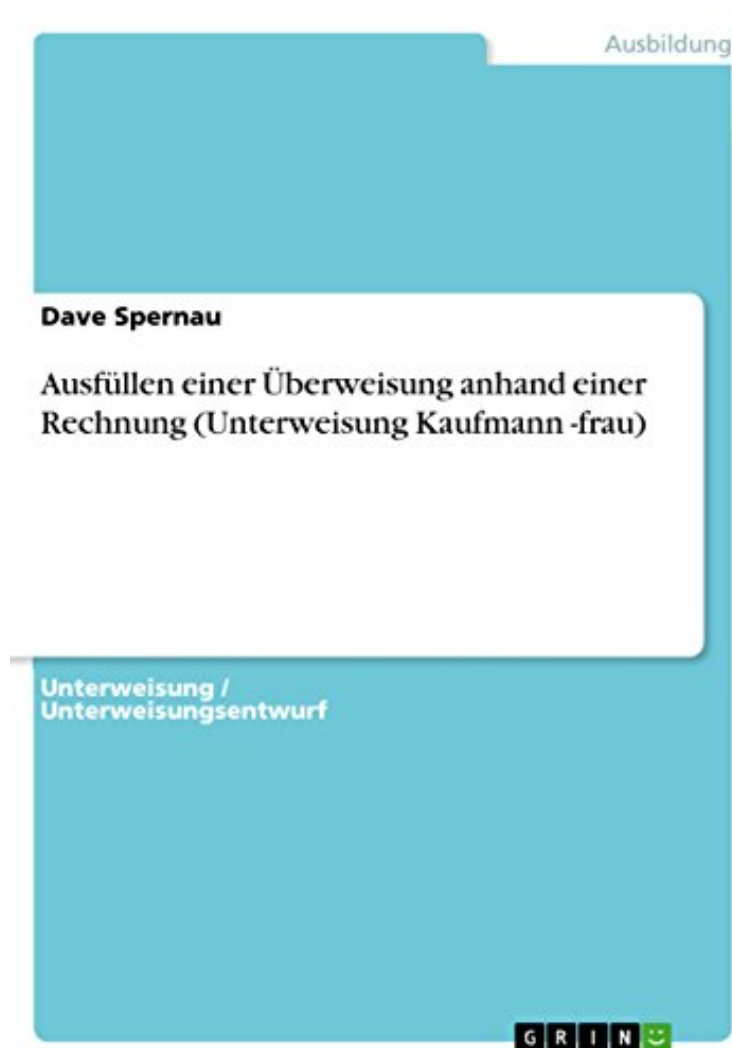 Ausbildung
Dave Spernau
Ausfüllen einer Überweisung anhand einer
Rechnung (Unterweisung Kaufmann -frau)
Unterweisung /
Unterweisungsentwurf
GRIN